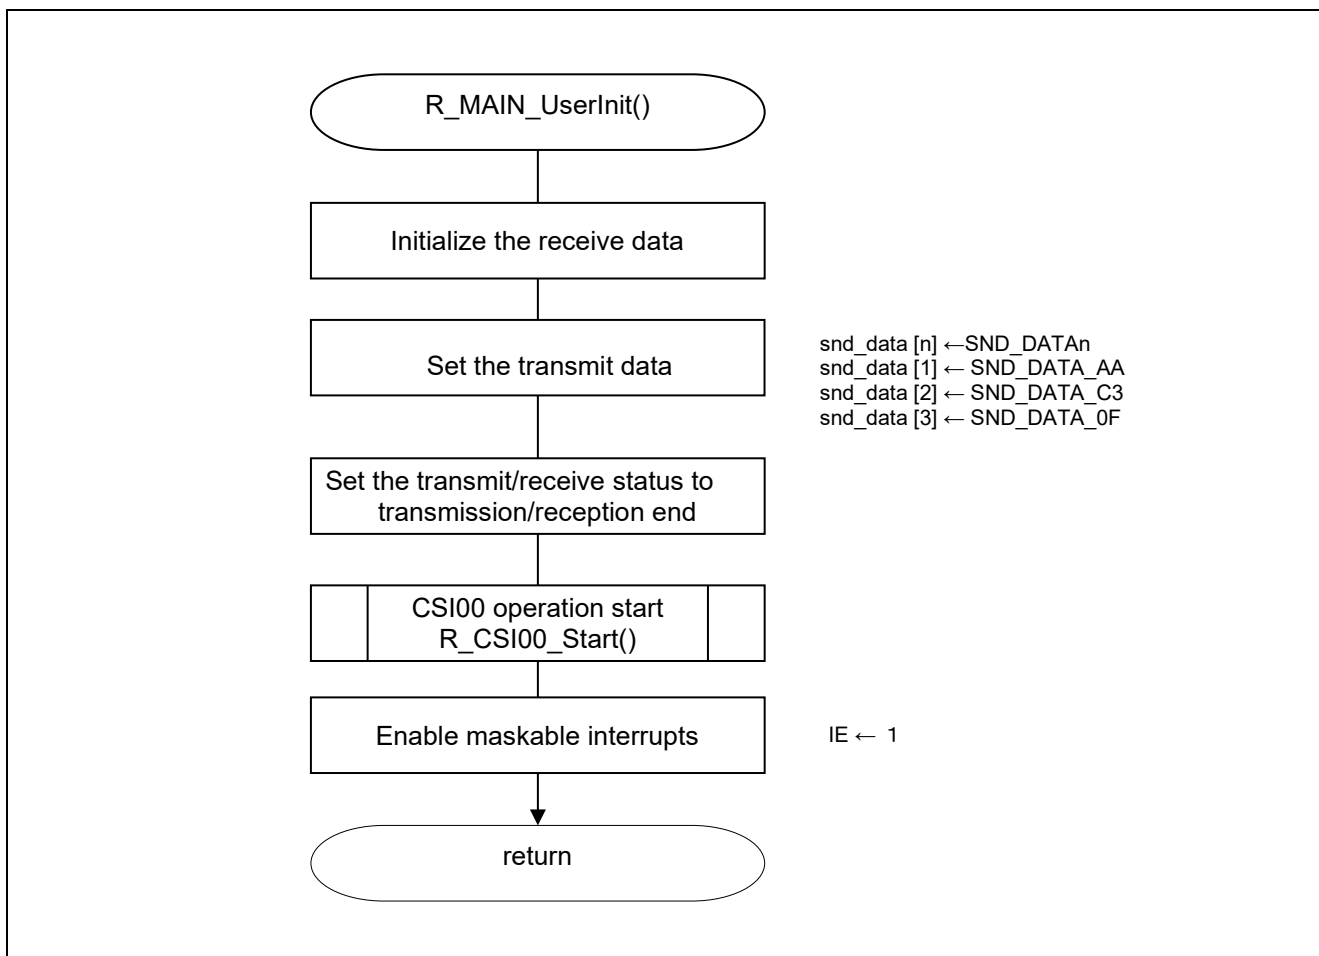 R_MAIN_UserInit()
Initialize the receive data
Set the transmit data
snd_data [n] ←SND_DATAn
snd_data [1] ← SND_DATA_AA
snd_data [2] ← SND_DATA_C3
snd_data [3] ← SND_DATA_0F
Set the transmit/receive status to
transmission/reception end
CSI00 operation start
R_CSI00_Start()
Enable maskable interrupts
IE ← 1
return